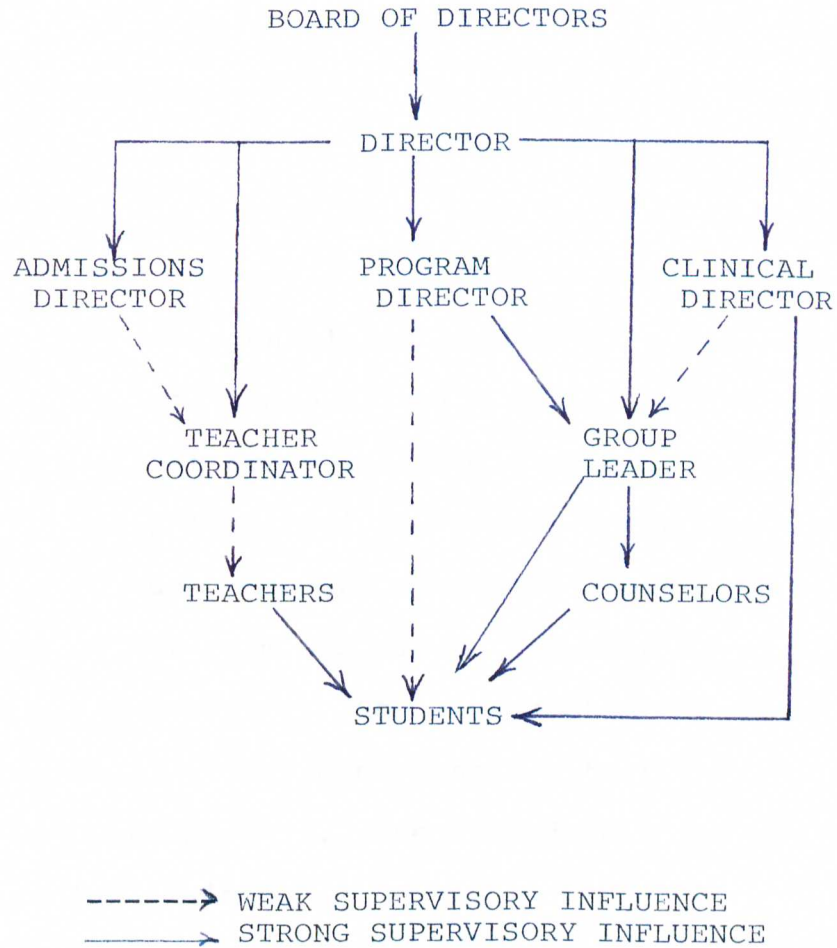 BOARD OF DIRECTORS
DIRECTOR
ADMISSIONS
DIRECTOR
PROGRAM
DIRECTOR
CLINICAL
DIRECTOR
TEACHER
COORDINATOR
GROUP
LEADER
TEACHERS
COUNSELORS
STUDENTS
WEAK SUPERVISORY INFLUENCE
STRONG SUPERVISORY INFLUENCE